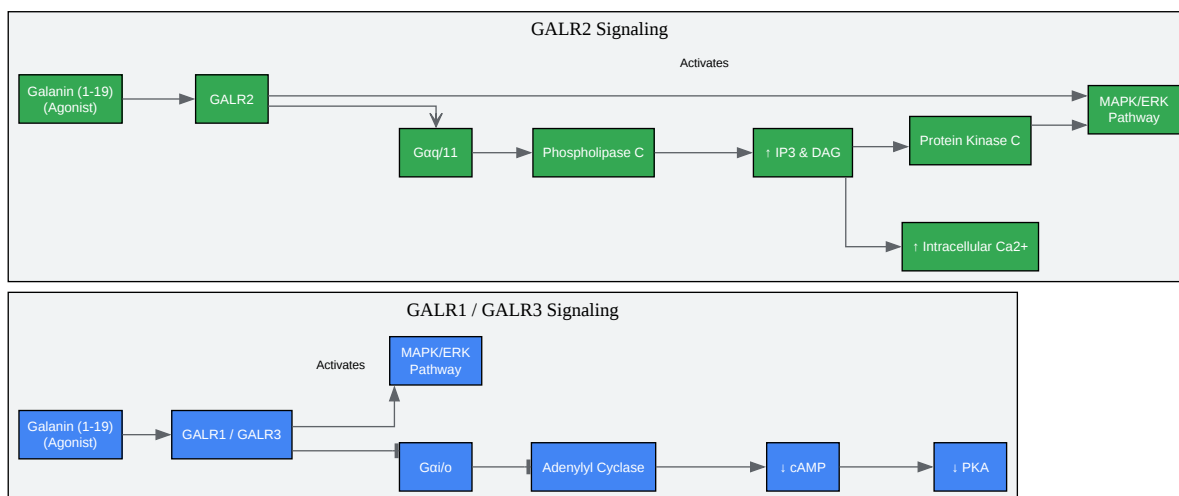 GALR2 Signaling
Activates
Galanin (1-19)
(Agonist)
GALR2
MAPK/ERK
Pathway
Gαq/11
Phospholipase C
↑ IP3 & DAG
Protein Kinase C
↑ Intracellular Ca2+
GALR1 / GALR3 Signaling
MAPK/ERK
Pathway
Activates
Galanin (1-19)
(Agonist)
GALR1 / GALR3
Gαi/o
Adenylyl Cyclase
↓ cAMP
↓ PKA